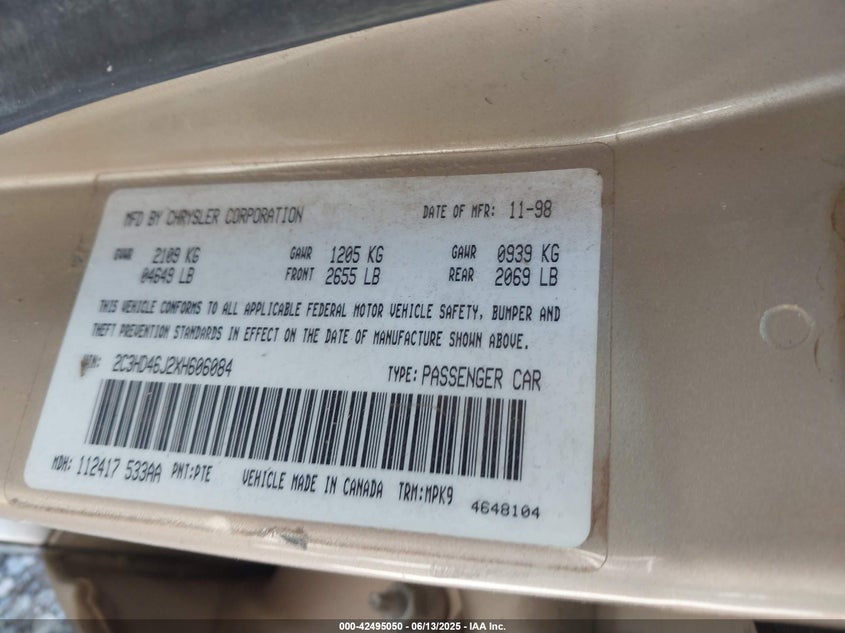 MFD BY CHRYSLER CORPORATION DATE OF MFR: 11-98
GVWR 2109 KG GAWR 1205 KG GAWR 0939 KG
04649 LB FRONT 2655 LB REAR 2069 LB
THIS VEHICLE CONFORMS TO ALL APPLICABLE FEDERAL MOTOR VEHICLE SAFETY, BUMPER AND
THEFT PREVENTION STANDARDS IN EFFECT ON THE DATE OF MANUFACTURE SHOWN ABOVE.
VIN: 2C3HD46J2XH606084 TYPE: PASSENGER CAR
MDH: 112417 533AA PNT:PTE VEHICLE MADE IN CANADA TRM:MPK9 4648104
000-42495050 - 06/13/2025 - IAA Inc.